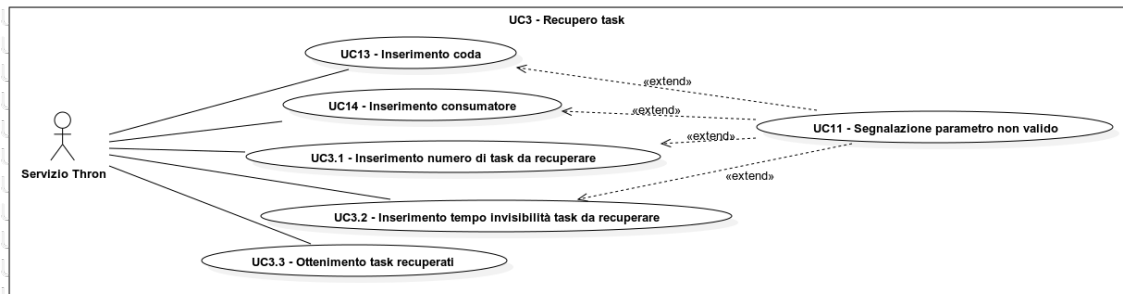 UC3 - Recupero task
UC13 - Inserimento coda
«extend»
UC14 - Inserimento consumatore
«extend»
UC11 - Segnalazione parametro non valido
«extend»
UC3.1 - Inserimento numero di task da recuperare
Servizio Thron
«extend»
UC3.2 - Inserimento tempo invisibilità task da recuperare
UC3.3 - Ottenimento task recuperati